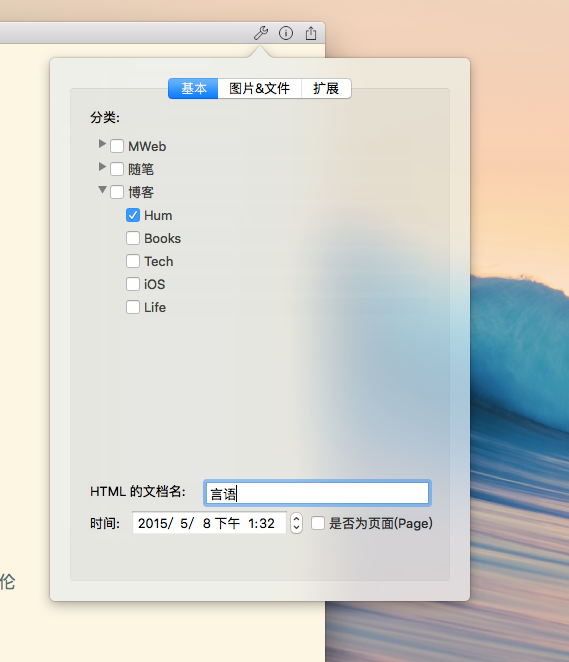 基本 图片&文件 扩展
分类:
MWeb
随笔
博客
Hum
Books
Tech
iOS
Life
HTML 的文档名: 言语
时间: 2015/ 5/ 8 下午 1:32 是否为页面(Page)
伦